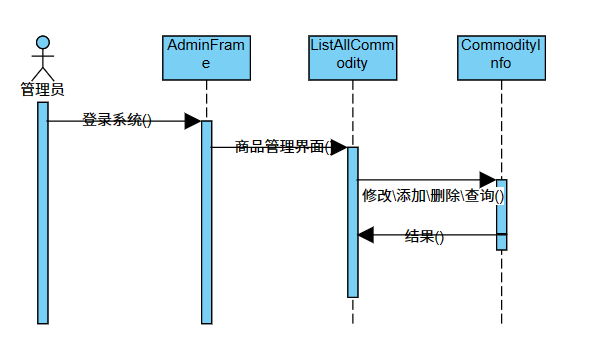 AdminFram
e
ListAllComm
odity
CommodityI
nfo
管理员
登录系统()
商品管理界面(
修改\添加\删除\查询()
结果()